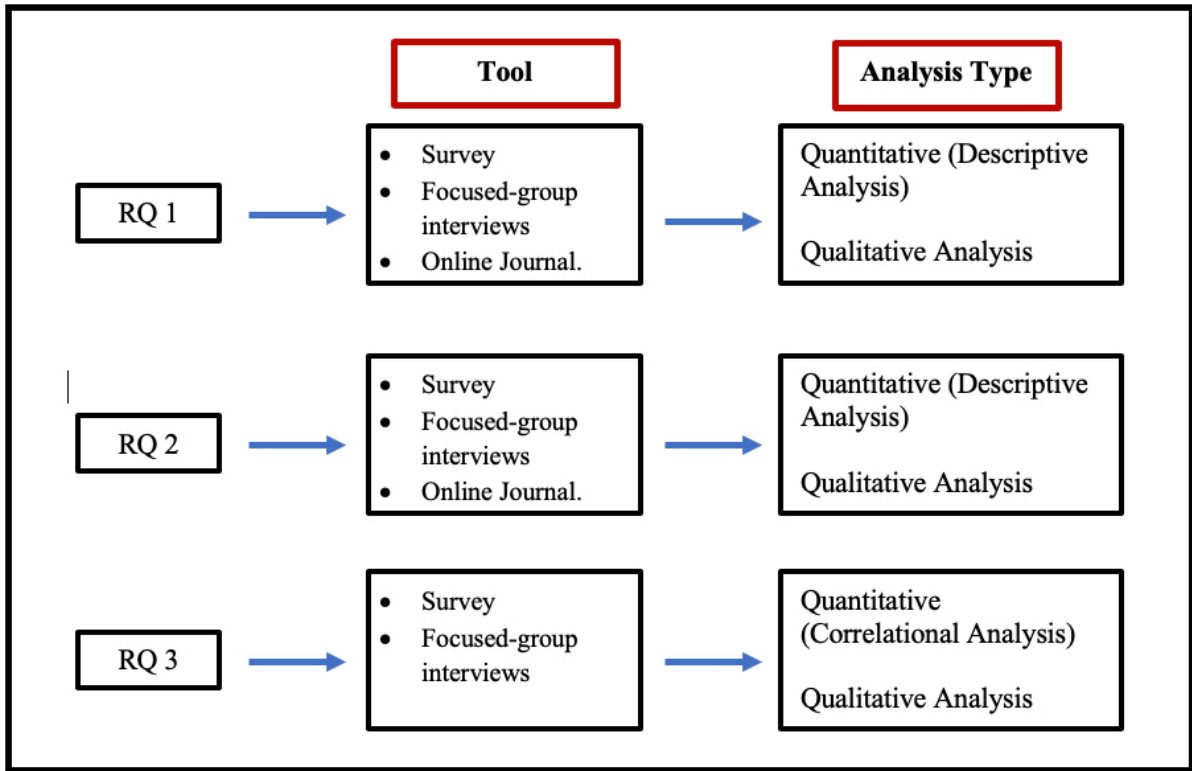 Tool
Analysis Type
RQ 1
• Survey
• Focused-group
interviews
• Online Journal.
Quantitative (Descriptive
Analysis)
Qualitative Analysis
RQ 2
• Survey
• Focused-group
interviews
• Online Journal.
Quantitative (Descriptive
Analysis)
Qualitative Analysis
RQ 3
• Survey
• Focused-group
interviews
Quantitative
(Correlational Analysis)
Qualitative Analysis